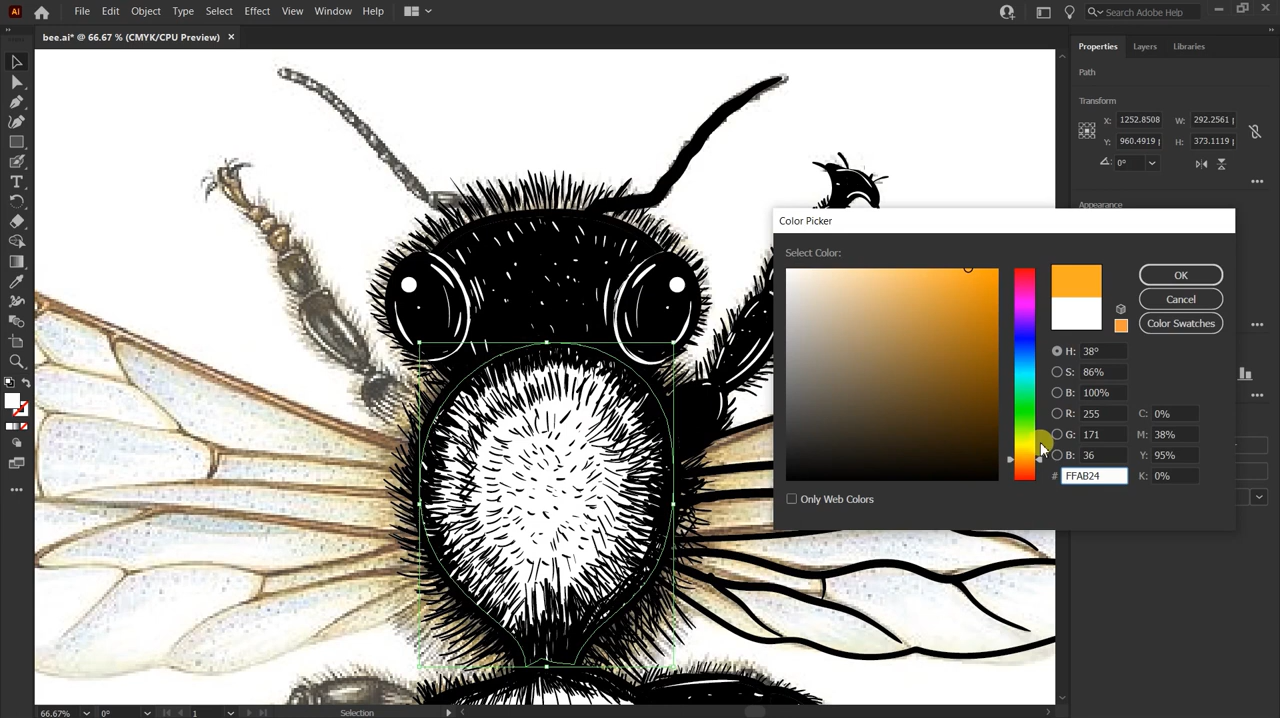 Ai File Edit Object Type Select Effect View Window Help Search Adobe Help
bee.ai* @ 66.67 % (CMYK/CPU Preview) ×
Properties Layers Libraries
Path
Transform
X: 1252.8508 W: 292.2561
Y: 960.4919 H: 373.1119
0°
Appearance
Color Picker
Select Color:
OK
Cancel
Color Swatches
H: 38°
S: 86%
B: 100%
R: 255 C: 0%
G: 171 M: 38%
B: 36 Y: 95%
# FFAB24 K: 0%
Only Web Colors
66.67% 0° 1 Selection